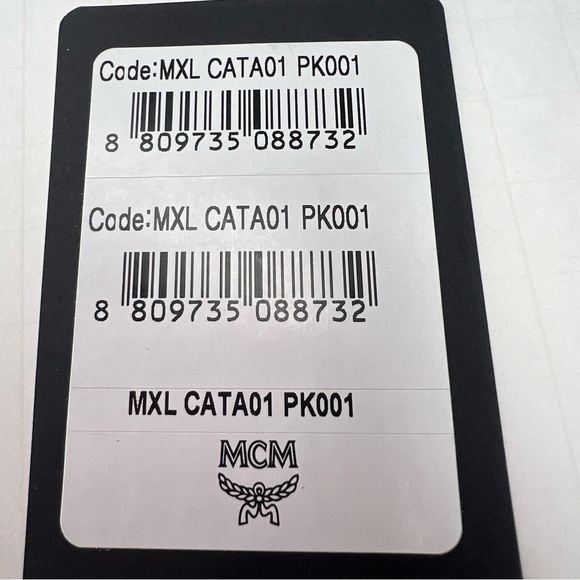 Code:MXL CATA01 PK001
8 809735 088732
Code:MXL CATA01 PK001
8 809735 088732
MXL CATA01 PK001
MCM